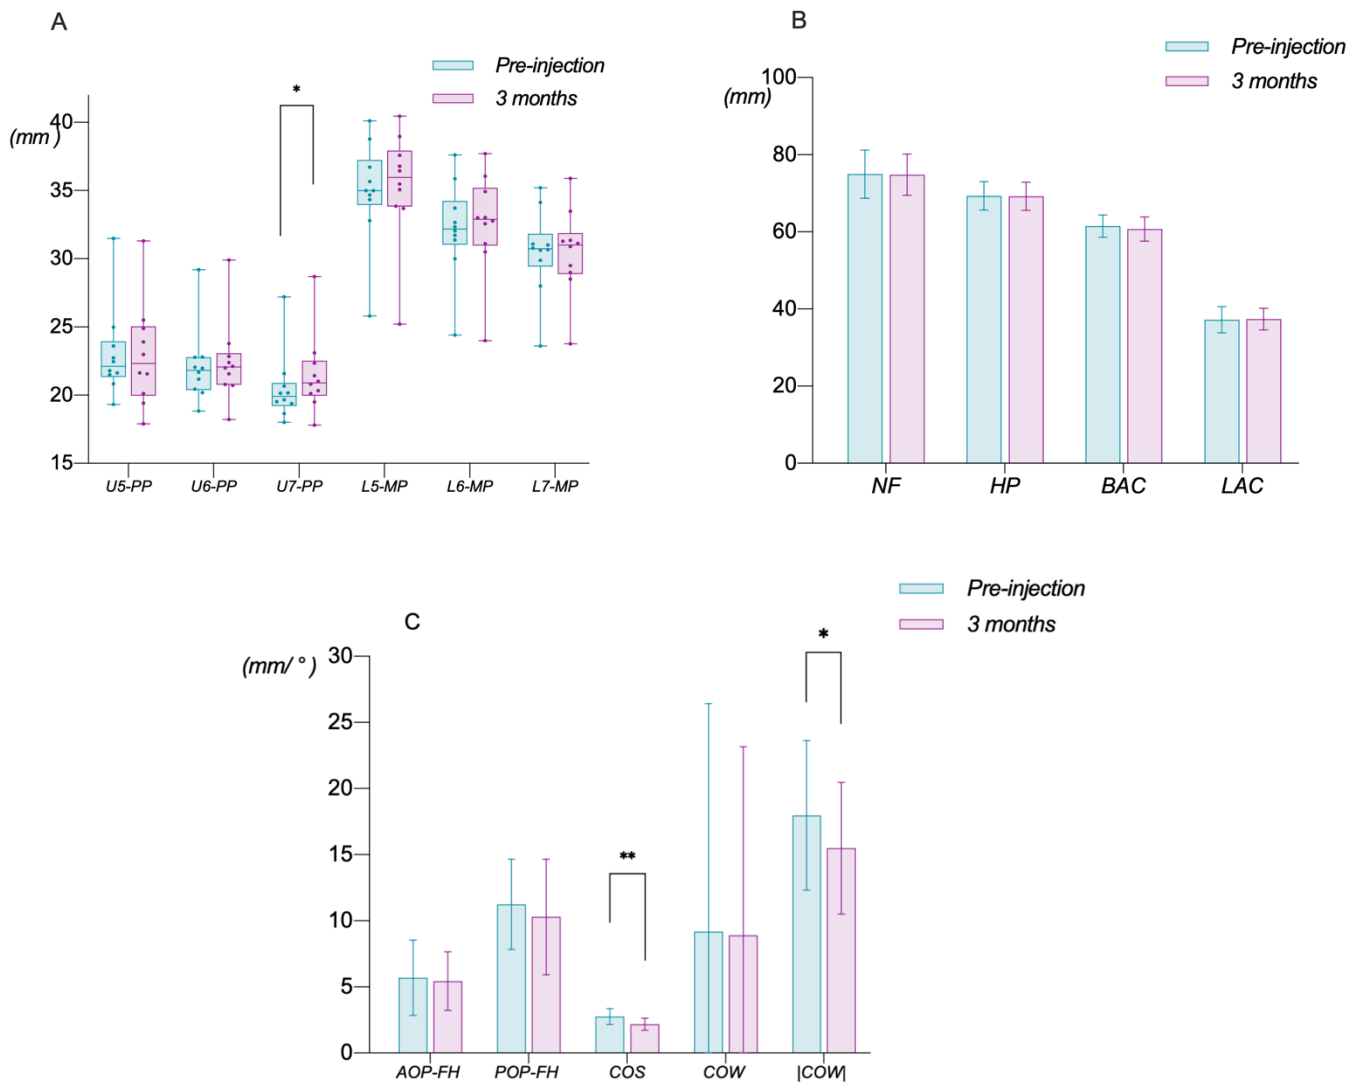 A
Pre-injection
3 months
*
(mm)
40
35
30
25
20
15
U5-PP U6-PP U7-PP L5-MP L6-MP L7-MP
B
Pre-injection
3 months
(mm)
100
80
60
40
20
0
NF HP BAC LAC
C
Pre-injection
3 months
(mm/°)
*
**
30
25
20
15
10
5
0
AOP-FH POP-FH COS COW |COW|